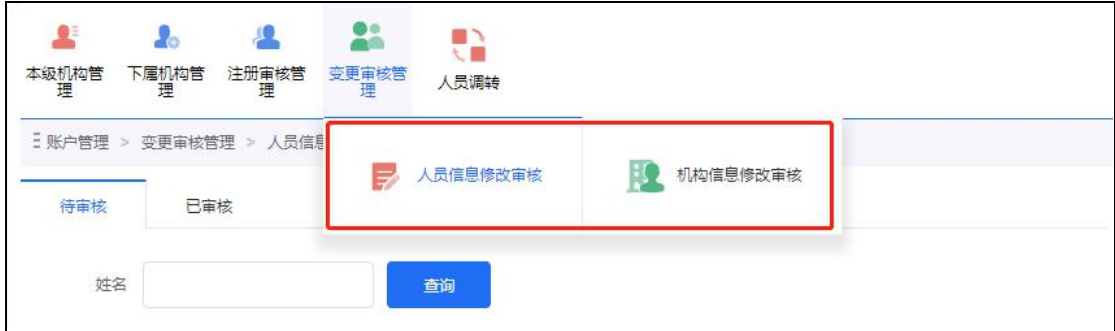 本级机构管
理
下属机构管
理
注册审核管
理
变更审核管
理
人员调转
账户管理 > 变更审核管理 > 人员信息
人员信息修改审核
机构信息修改审核
待审核
已审核
姓名
查询